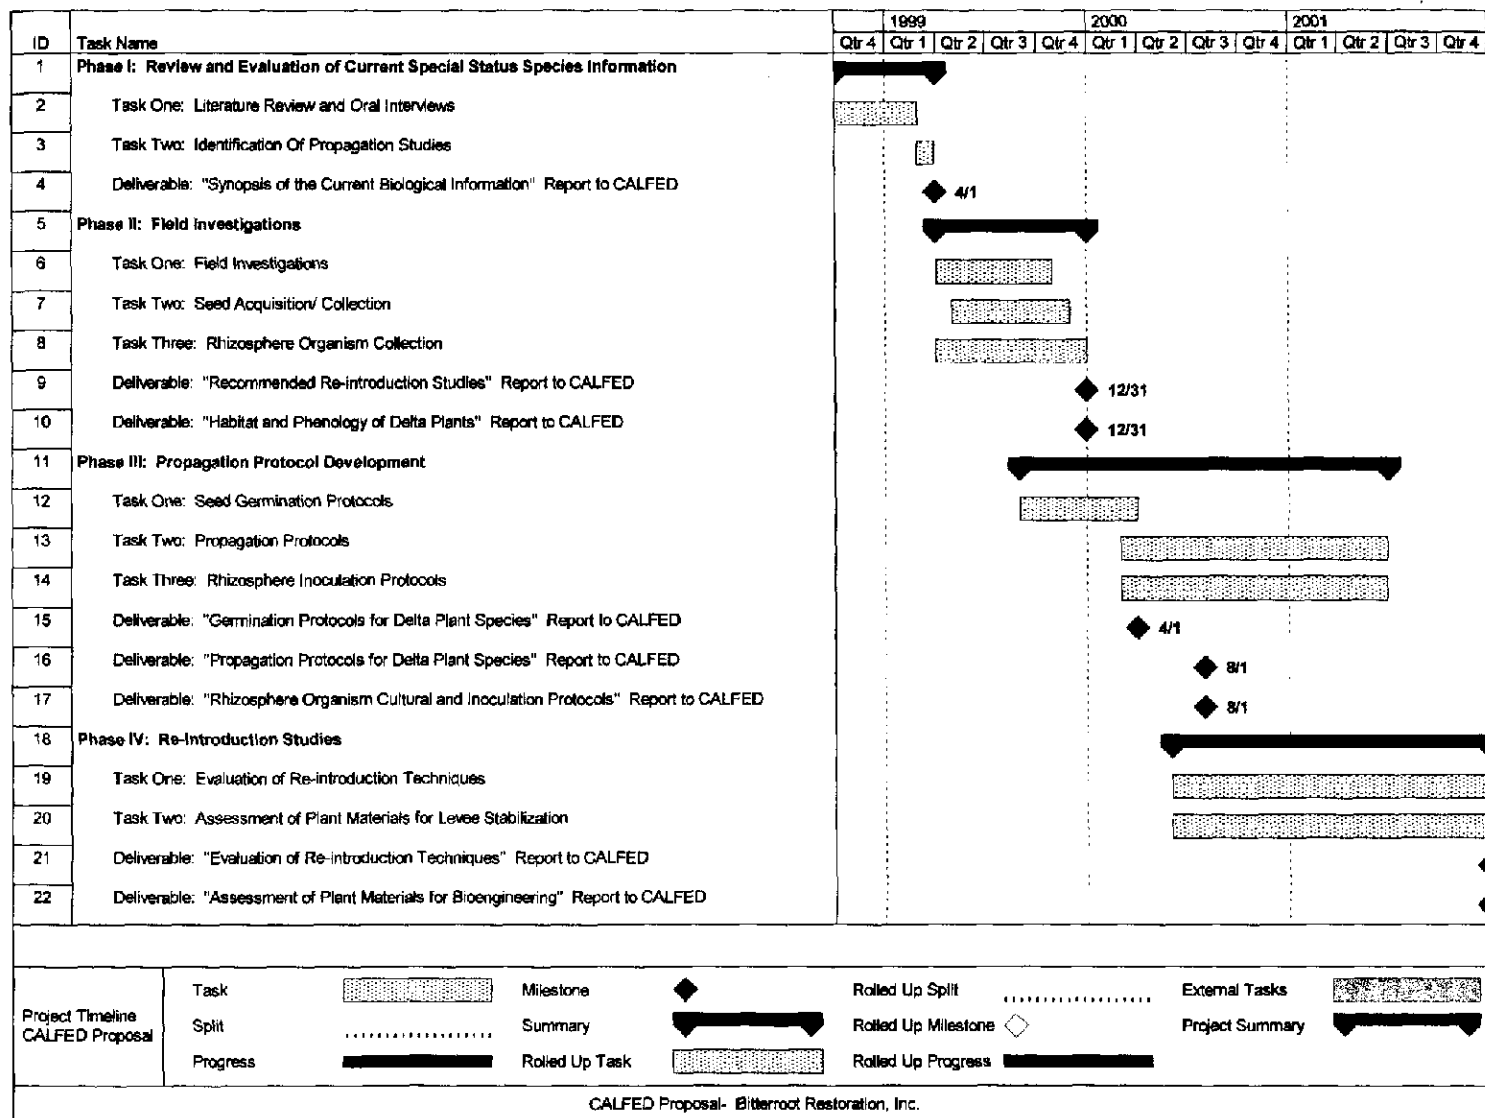 1999 2000 2001
ID Task Name Qtr 4 Qtr 1 Qtr 2 Qtr 3 Qtr 4 Qtr 1 Qtr 2 Qtr 3 Qtr 4 Qtr 1 Qtr 2 Qtr 3 Qtr 4
1 Phase I: Review and Evaluation of Current Special Status Species Information
2 Task One: Literature Review and Oral Interviews
3 Task Two: Identification Of Propagation Studies
4 Deliverable: "Synopsis of the Current Biological Information" Report to CALFED 4/1
5 Phase II: Field Investigations
6 Task One: Field Investigations
7 Task Two: Seed Acquisition/ Collection
8 Task Three: Rhizosphere Organism Collection
9 Deliverable: "Recommended Re-introduction Studies" Report to CALFED 12/31
10 Deliverable: "Habitat and Phenology of Delta Plants" Report to CALFED 12/31
11 Phase III: Propagation Protocol Development
12 Task One: Seed Germination Protocols
13 Task Two: Propagation Protocols
14 Task Three: Rhizosphere Inoculation Protocols
15 Deliverable: "Germination Protocols for Delta Plant Species" Report to CALFED 4/1
16 Deliverable: "Propagation Protocols for Delta Plant Species" Report to CALFED 8/1
17 Deliverable: "Rhizosphere Organism Cultural and Inoculation Protocols" Report to CALFED 8/1
18 Phase IV: Re-Introduction Studies
19 Task One: Evaluation of Re-introduction Techniques
20 Task Two: Assessment of Plant Materials for Levee Stabilization
21 Deliverable: "Evaluation of Re-introduction Techniques" Report to CALFED
22 Deliverable: "Assessment of Plant Materials for Bioengineering" Report to CALFED
Project Timeline
CALFED Proposal
Task Milestone Rolled Up Split External Tasks
Split Summary Rolled Up Milestone Project Summary
Progress Rolled Up Task Rolled Up Progress
CALFED Proposal- Bitterroot Restoration, Inc.